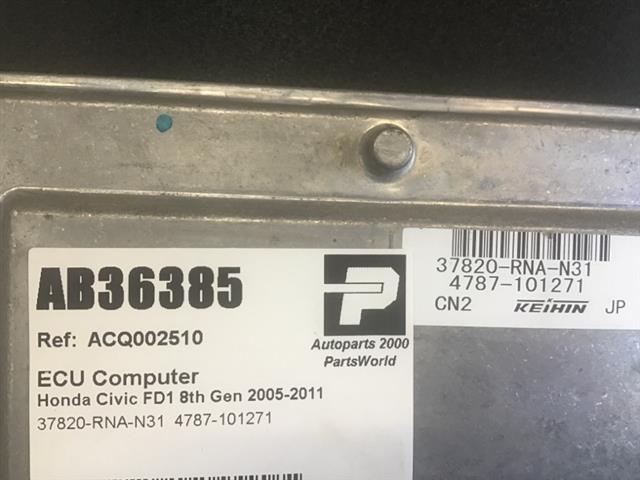 AB36385
Ref: ACQ002510
P
Autoparts 2000
PartsWorld
ECU Computer
Honda Civic FD1 8th Gen 2005-2011
37820-RNA-N31 4787-101271
37820-RNA-N31
4787-101271
CN2 KEIHIN JP